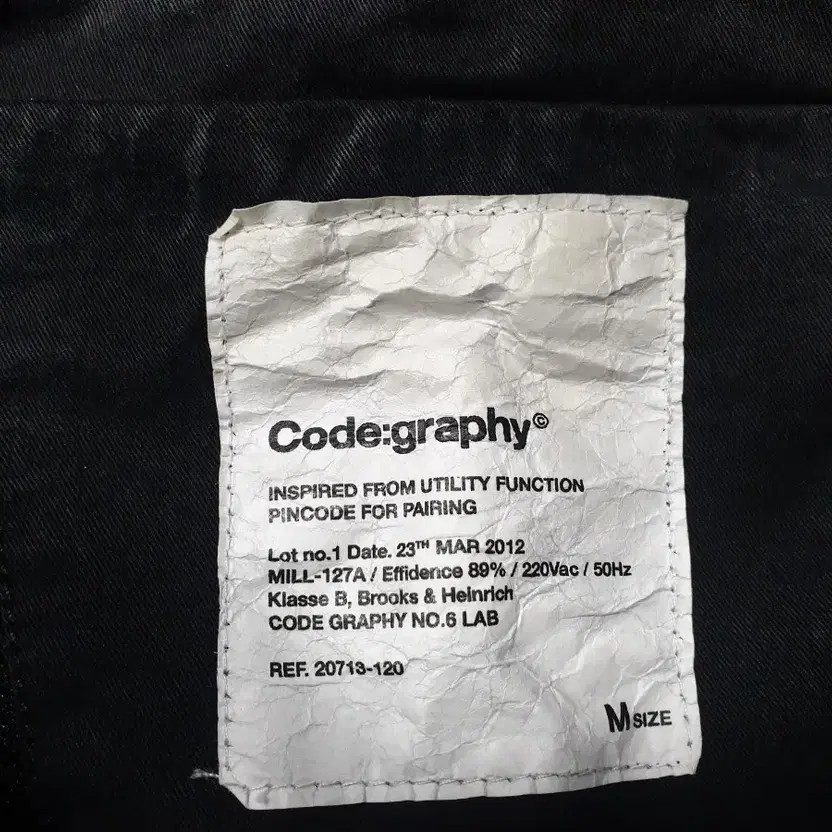 Code:graphy©
INSPIRED FROM UTILITY FUNCTION
PINCODE FOR PAIRING
Lot no.1 Date. 23TH MAR 2012
MILL-127A / Effidence 89% / 220Vac / 50Hz
Klasse B, Brooks & Heinrich
CODE GRAPHY NO.6 LAB
REF. 20713-120
M SIZE